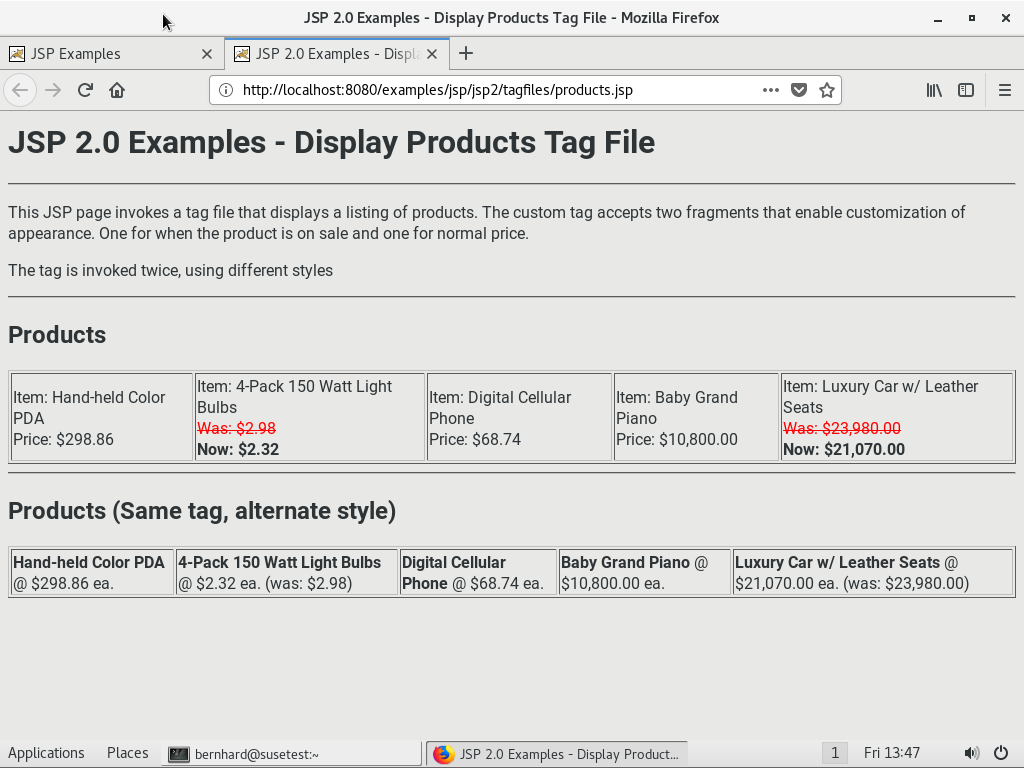 JSP 2.0 Examples - Display Products Tag File - Mozilla Firefox
JSP Examples
JSP 2.0 Examples - Displ
http://localhost:8080/examples/jsp/jsp2/tagfiles/products.jsp
JSP 2.0 Examples - Display Products Tag File
This JSP page invokes a tag file that displays a listing of products. The custom tag accepts two fragments that enable customization of
appearance. One for when the product is on sale and one for normal price.
The tag is invoked twice, using different styles
Products
Item: Hand-held Color
PDA
Price: $298.86
Item: 4-Pack 150 Watt Light
Bulbs
Was: $2.98
Now: $2.32
Item: Digital Cellular
Phone
Price: $68.74
Item: Baby Grand
Piano
Price: $10,800.00
Item: Luxury Car w/ Leather
Seats
Was: $23,980.00
Now: $21,070.00
Products (Same tag, alternate style)
Hand-held Color PDA
@ $298.86 ea.
4-Pack 150 Watt Light Bulbs
@ $2.32 ea. (was: $2.98)
Digital Cellular
Phone @ $68.74 ea.
Baby Grand Piano @
$10,800.00 ea.
Luxury Car w/ Leather Seats @
$21,070.00 ea. (was: $23,980.00)
Applications
Places
bernhard@susetest:~
JSP 2.0 Examples - Display Product...
1
Fri 13:47